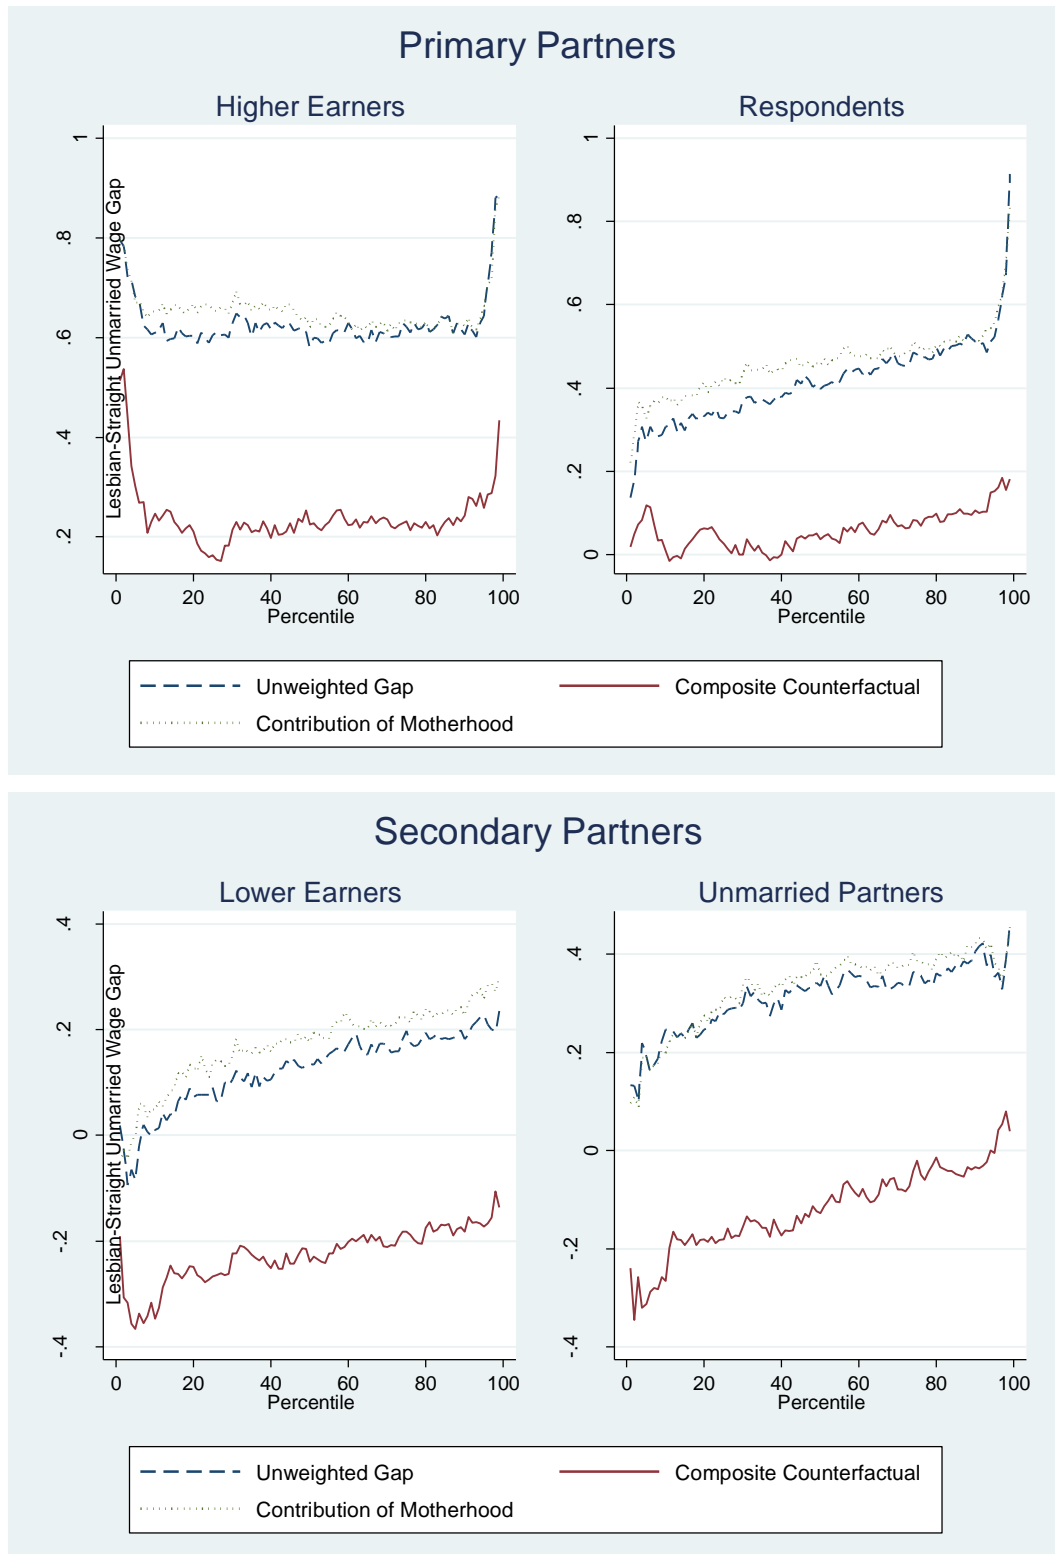 Primary Partners
Higher Earners
Respondents
Lesbian-Straight Unmarried Wage Gap
1
.8
.6
.4
.2
0 20 40 60 80 100
Percentile
1
.8
.6
.4
.2
0
0 20 40 60 80 100
Percentile
Unweighted Gap
Composite Counterfactual
Contribution of Motherhood
Secondary Partners
Lower Earners
Unmarried Partners
Lesbian-Straight Unmarried Wage Gap
.4
.2
0
-.2
-.4
0 20 40 60 80 100
Percentile
.4
.2
0
-.2
-.4
0 20 40 60 80 100
Percentile
Unweighted Gap
Composite Counterfactual
Contribution of Motherhood